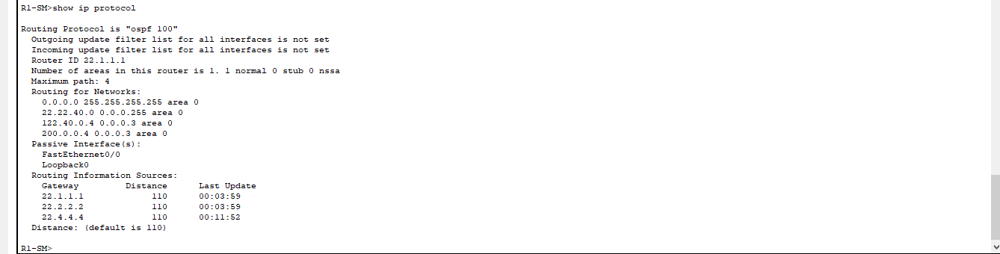 R1-SM>show ip protocol
Routing Protocol is "ospf 100"
Outgoing update filter list for all interfaces is not set
Incoming update filter list for all interfaces is not set
Router ID 22.1.1.1
Number of areas in this router is 1. 1 normal 0 stub 0 nssa
Maximum path: 4
Routing for Networks:
0.0.0.0 255.255.255.255 area 0
22.22.40.0 0.0.0.255 area 0
122.40.0.4 0.0.0.3 area 0
200.0.0.4 0.0.0.3 area 0
Passive Interface(s):
FastEthernet0/0
Loopback0
Routing Information Sources:
Gateway Distance Last Update
22.1.1.1 110 00:03:59
22.2.2.2 110 00:03:59
22.4.4.4 110 00:11:52
Distance: (default is 110)
R1-SM>